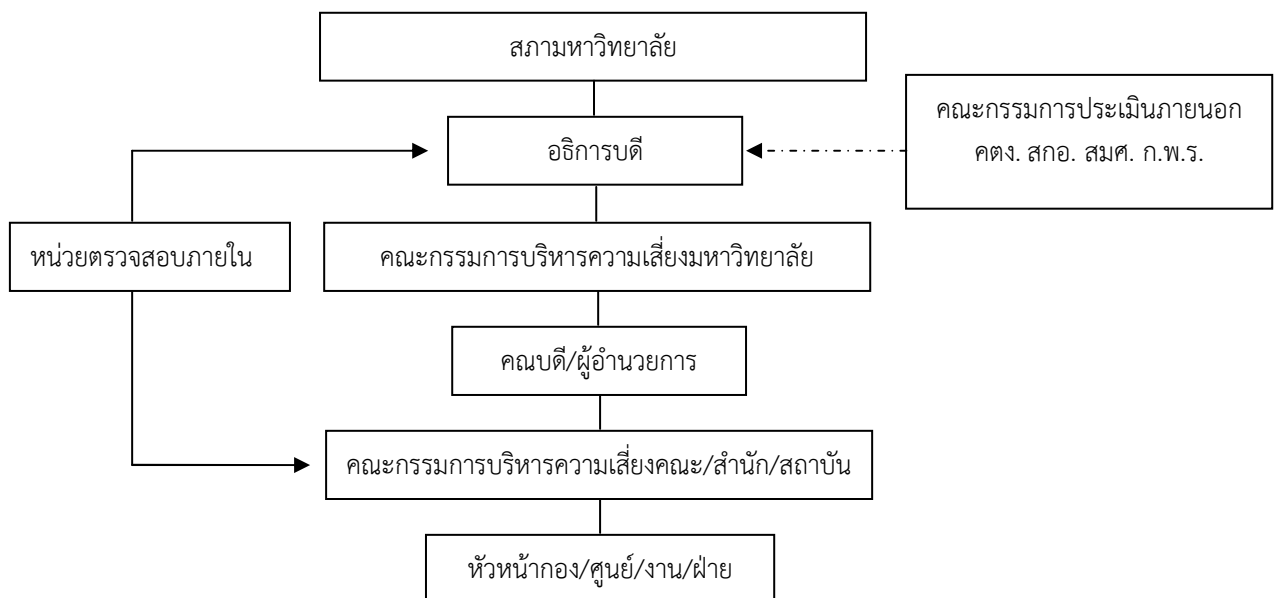 สภามหาวิทยาลัย
คณะกรรมการประเมินภายนอก
คตง. สกอ. สมศ. ก.พ.ร.
อธิการบดี
หน่วยตรวจสอบภายใน
คณะกรรมการบริหารความเสี่ยงมหาวิทยาลัย
คณบดี/ผู้อำนวยการ
คณะกรรมการบริหารความเสี่ยงคณะ/สำนัก/สถาบัน
หัวหน้ากอง/ศูนย์/งาน/ฝ่าย